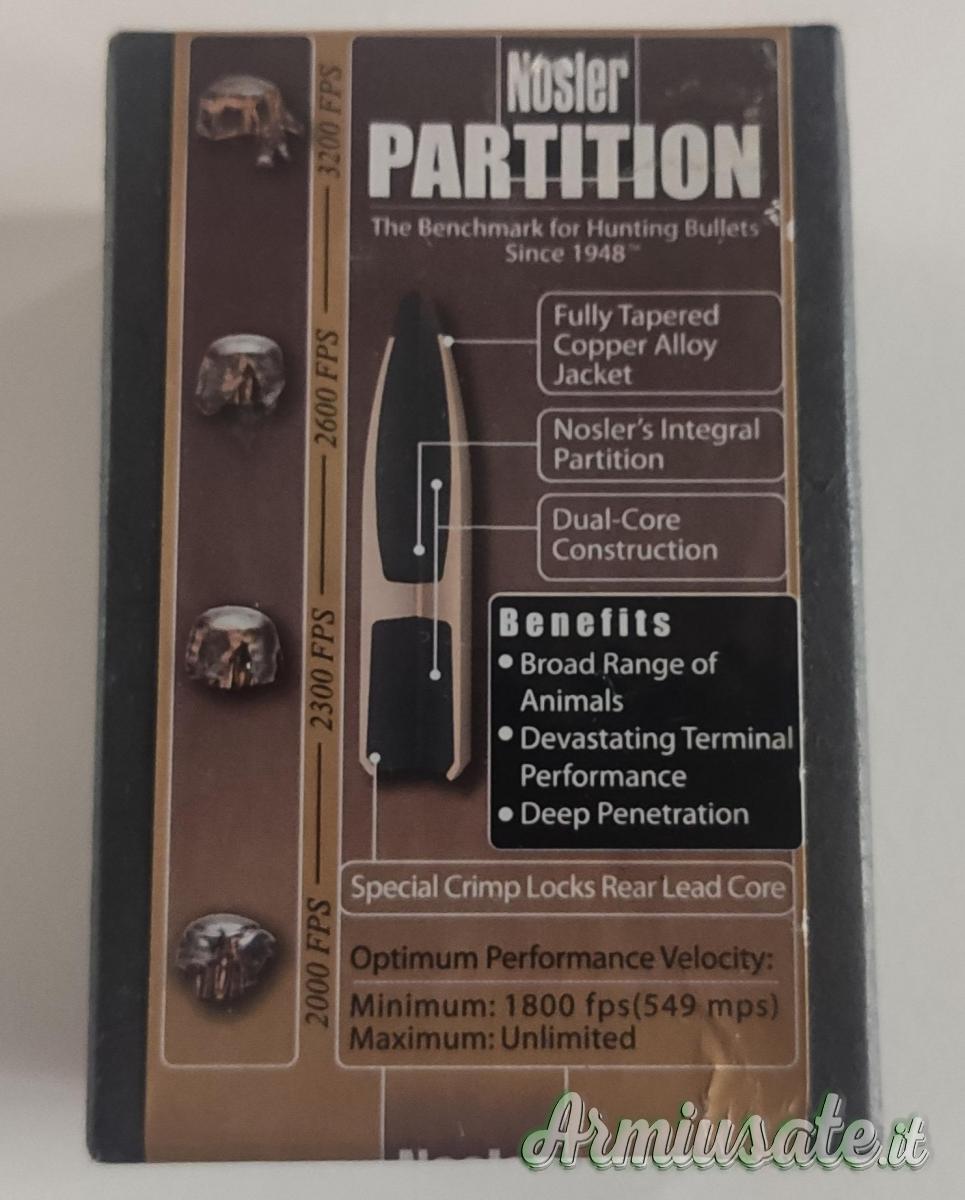 Nosler
PARTITION
The Benchmark for Hunting Bullets
Since 1948™
3200 FPS
2600 FPS
2300 FPS
2000 FPS
Fully Tapered
Copper Alloy
Jacket
Nosler's Integral
Partition
Dual-Core
Construction
Benefits
• Broad Range of
Animals
• Devastating Terminal
Performance
• Deep Penetration
Special Crimp Locks Rear Lead Core
Optimum Performance Velocity:
Minimum: 1800 fps(549 mps)
Maximum: Unlimited
Armiusate.it